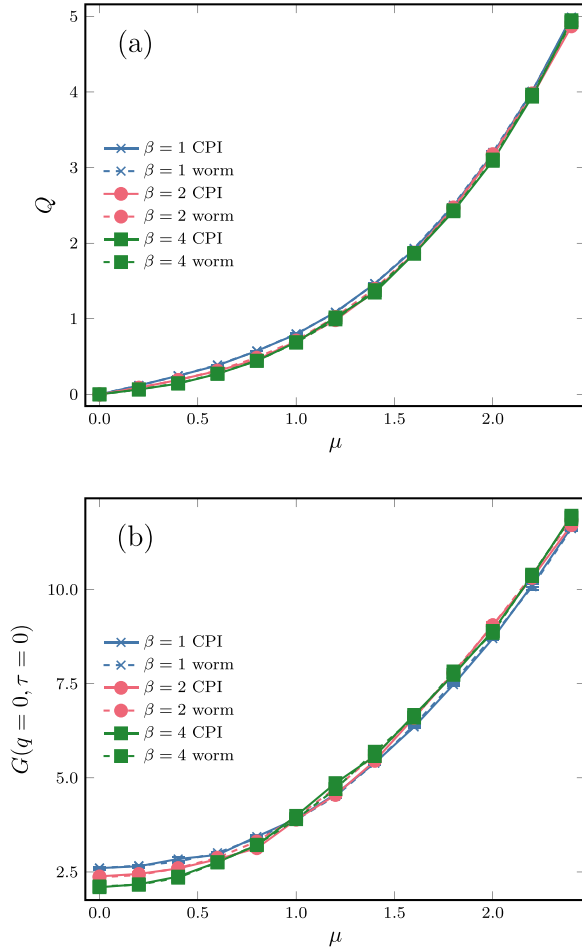 (a)
5
4
3
2
1
0
Q
β = 1 CPI
β = 1 worm
β = 2 CPI
β = 2 worm
β = 4 CPI
β = 4 worm
0.0 0.5 1.0 1.5 2.0
μ
(b)
10.0
7.5
5.0
2.5
G(q = 0, τ = 0)
β = 1 CPI
β = 1 worm
β = 2 CPI
β = 2 worm
β = 4 CPI
β = 4 worm
0.0 0.5 1.0 1.5 2.0
μ